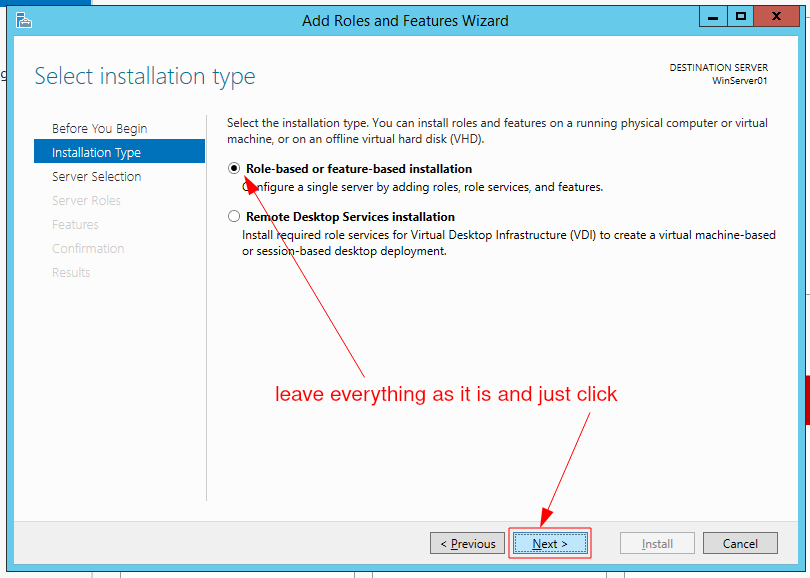 Add Roles and Features Wizard
Select installation type
DESTINATION SERVER
WinServer01
Before You Begin
Installation Type
Server Selection
Server Roles
Features
Confirmation
Results
Select the installation type. You can install roles and features on a running physical computer or virtual
machine, or on an offline virtual hard disk (VHD).
Role-based or feature-based installation
Configure a single server by adding roles, role services, and features.
Remote Desktop Services installation
Install required role services for Virtual Desktop Infrastructure (VDI) to create a virtual machine-based
or session-based desktop deployment.
leave everything as it is and just click
< Previous
Next >
Install
Cancel